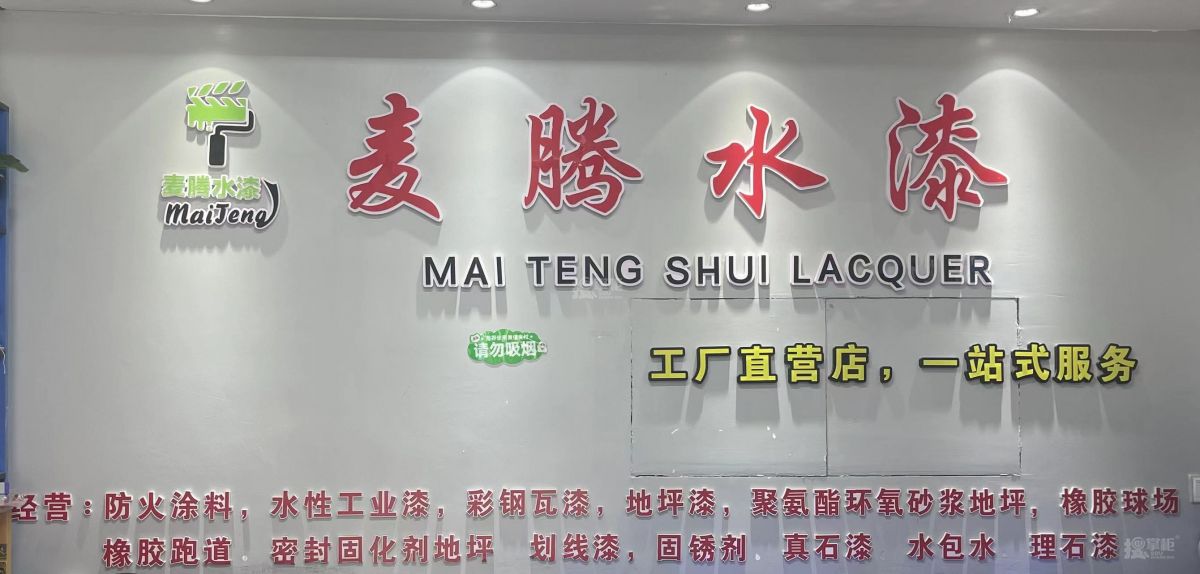 麦腾水漆
MaiTeng
麦腾水漆
MAI TENG SHUI LACQUER
请勿吸烟
工厂直营店，一站式服务
经营：防火涂料，水性工业漆，彩钢瓦漆，地坪漆，聚氨酯环氧砂浆地坪，橡胶球场
橡胶跑道 密封固化剂地坪 划线漆，固锈剂 真石漆 水包水 理石漆